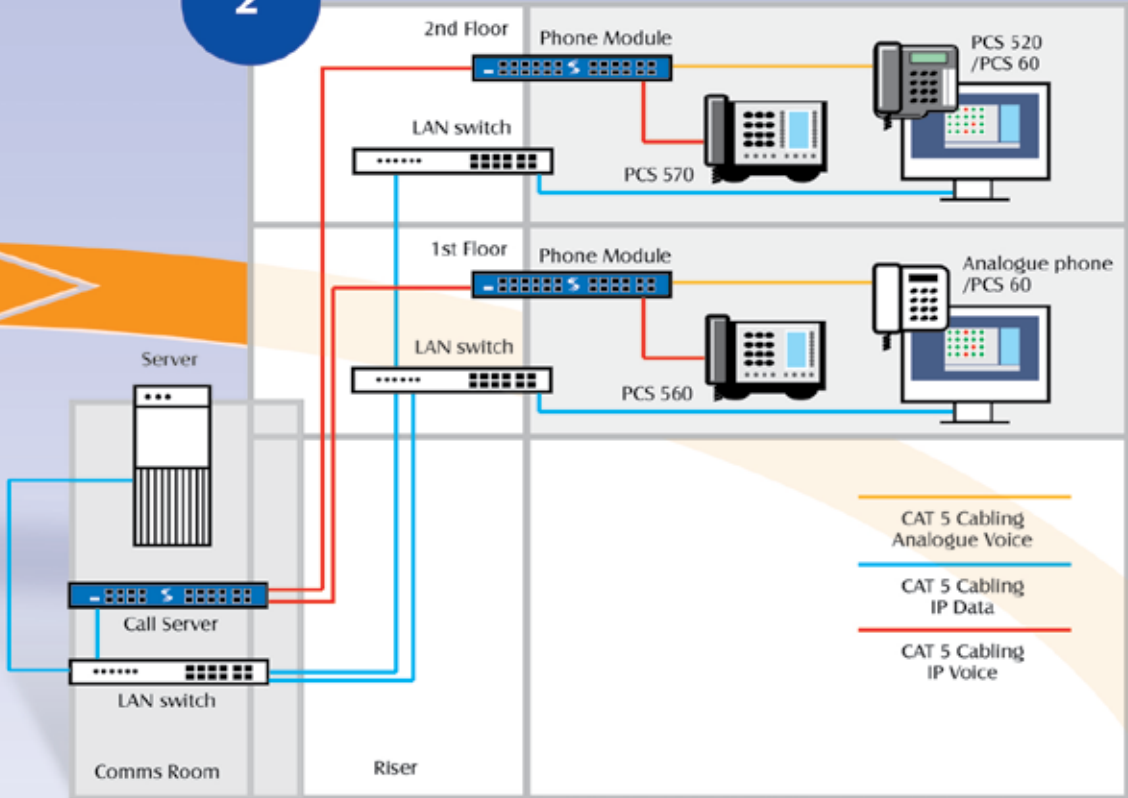 2
2nd Floor
Phone Module
PCS 520
/PCS 60
LAN switch
PCS 570
1st Floor
Phone Module
Analogue phone
/PCS 60
LAN switch
PCS 560
Server
CAT 5 Cabling
Analogue Voice
CAT 5 Cabling
IP Data
Call Server
CAT 5 Cabling
IP Voice
LAN switch
Comms Room
Riser